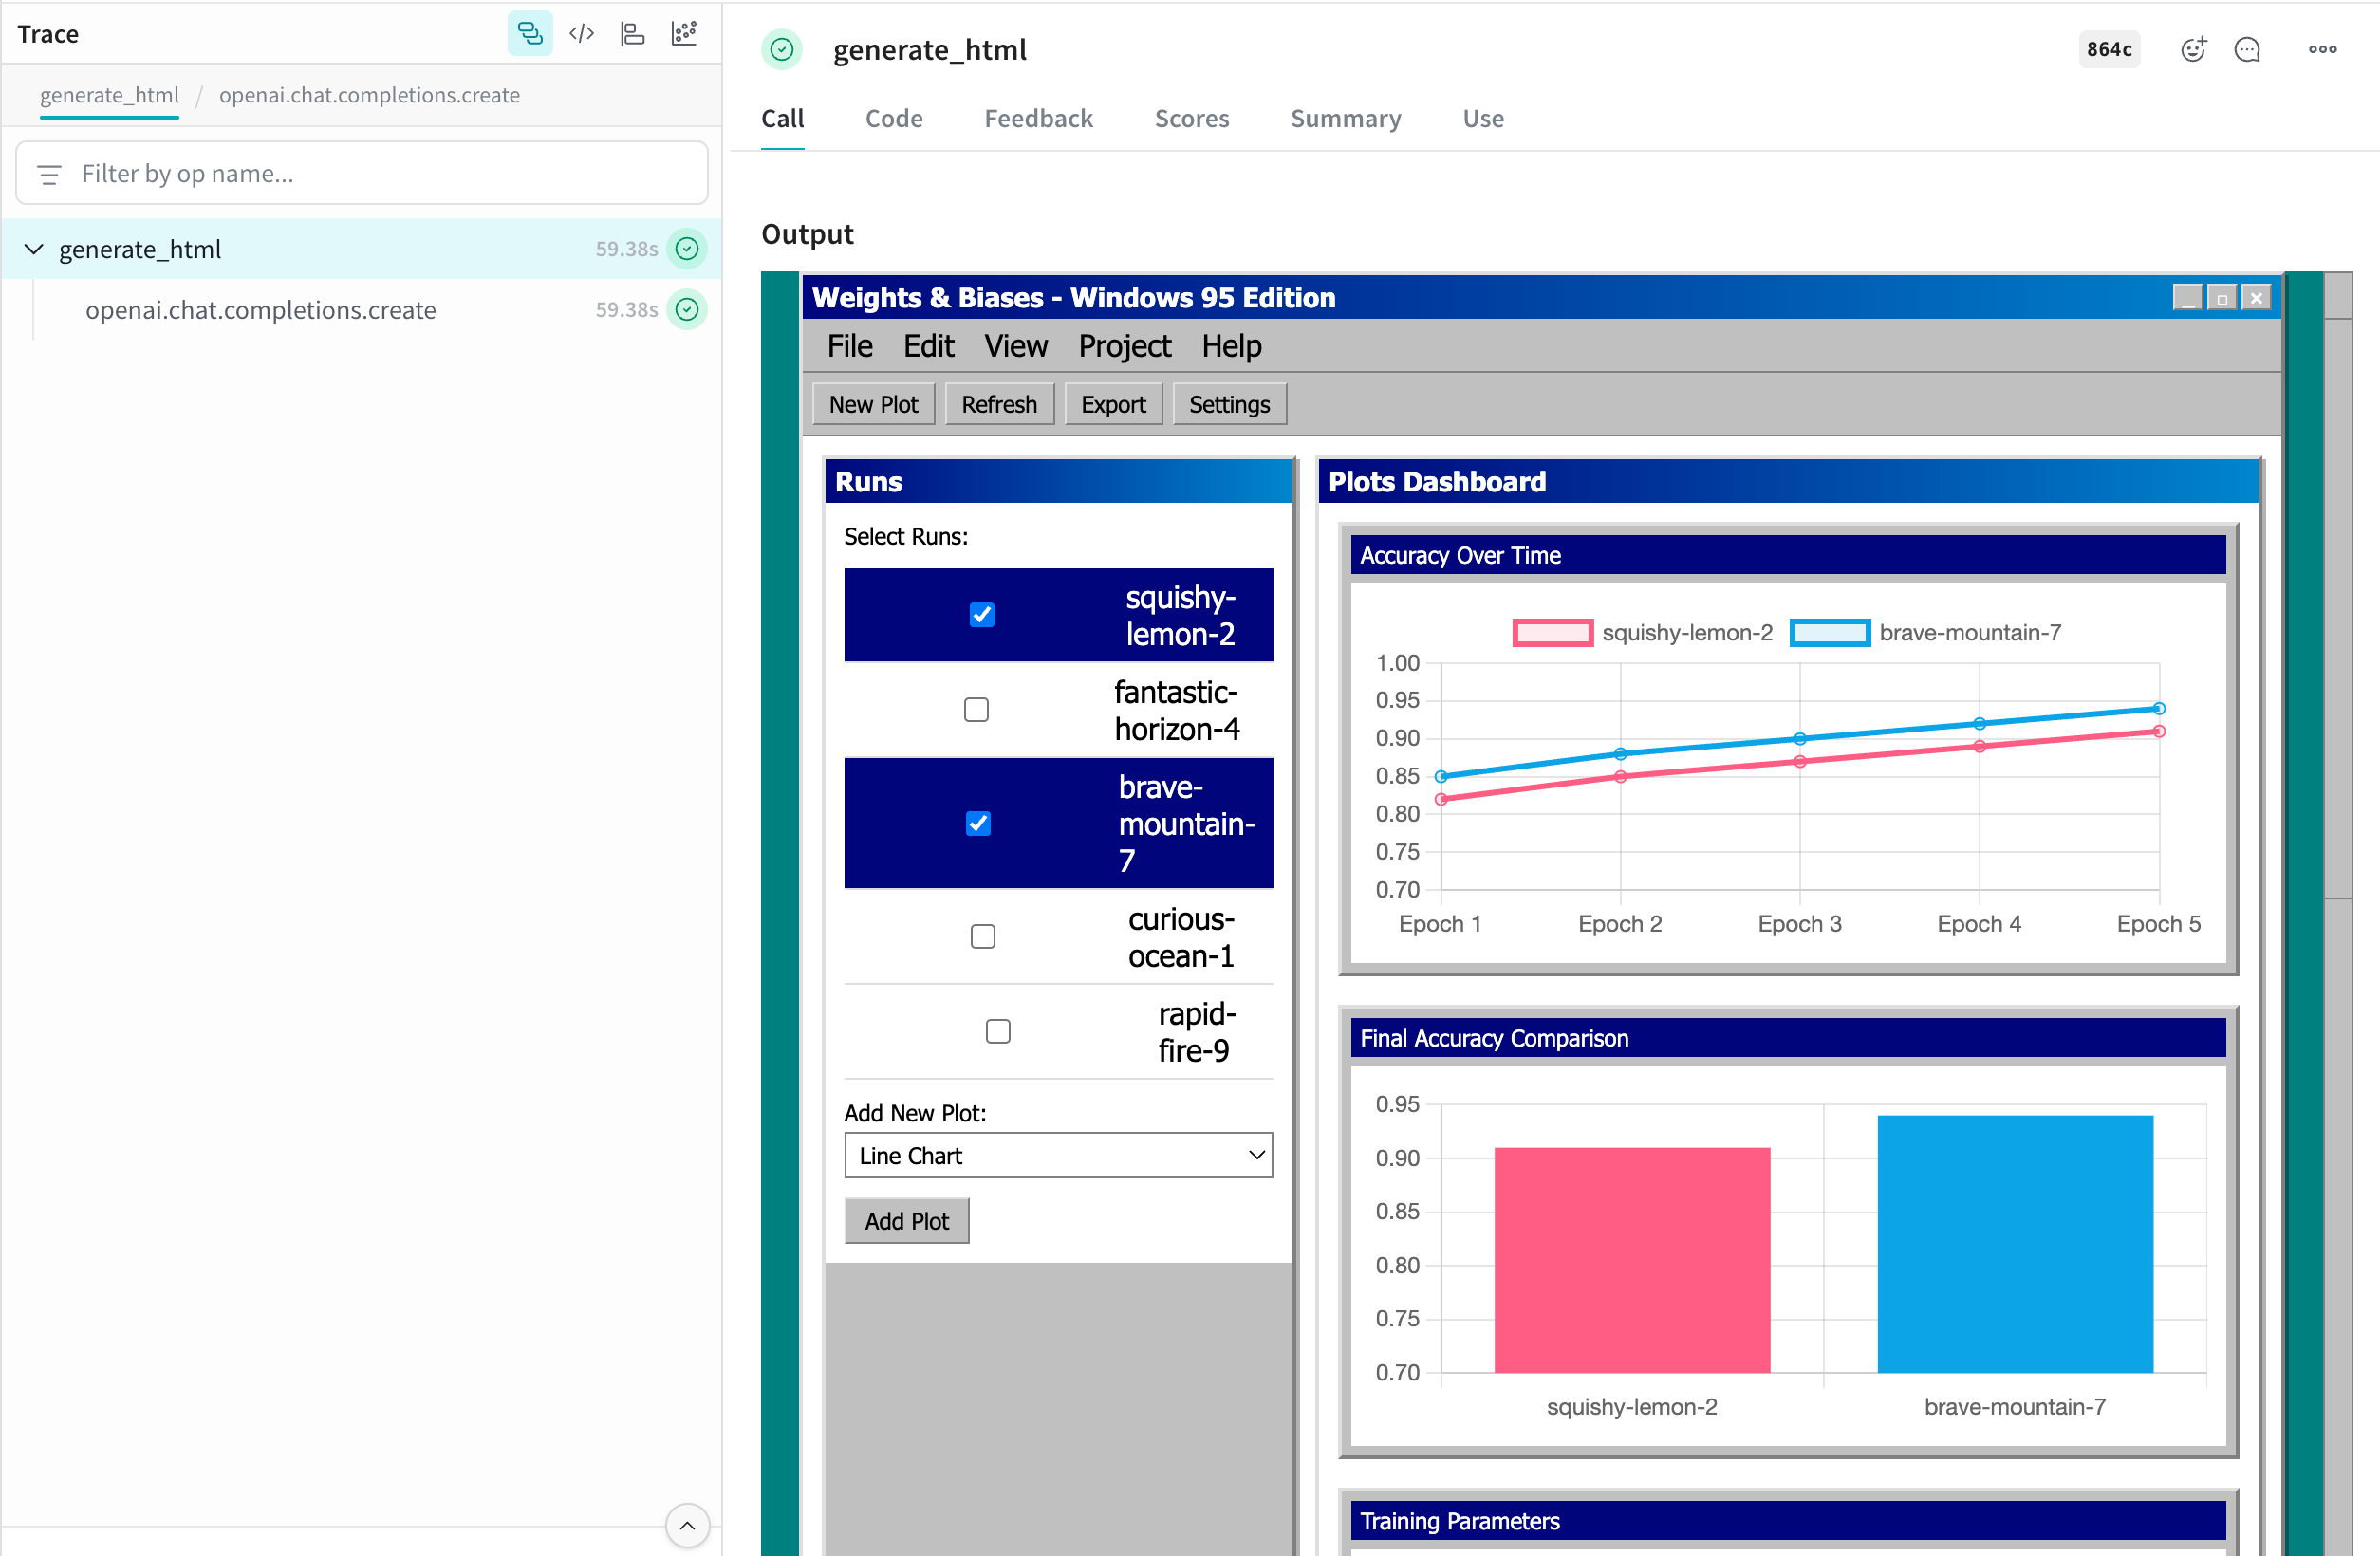 Trace
generate_html / openai.chat.completions.create
Filter by op name...
generate_html 59.38s
openai.chat.completions.create 59.38s
generate_html
864c
Call Code Feedback Scores Summary Use
Output
Weights & Biases - Windows 95 Edition
File Edit View Project Help
New Plot Refresh Export Settings
Runs
Select Runs:
squishy-
lemon-2
fantastic-
horizon-4
brave-
mountain-
7
curious-
ocean-1
rapid-
fire-9
Add New Plot:
Line Chart
Add Plot
Plots Dashboard
Accuracy Over Time
squishy-lemon-2 brave-mountain-7
1.00
0.95
0.90
0.85
0.80
0.75
0.70
Epoch 1 Epoch 2 Epoch 3 Epoch 4 Epoch 5
Final Accuracy Comparison
0.95
0.90
0.85
0.80
0.75
0.70
squishy-lemon-2 brave-mountain-7
Training Parameters